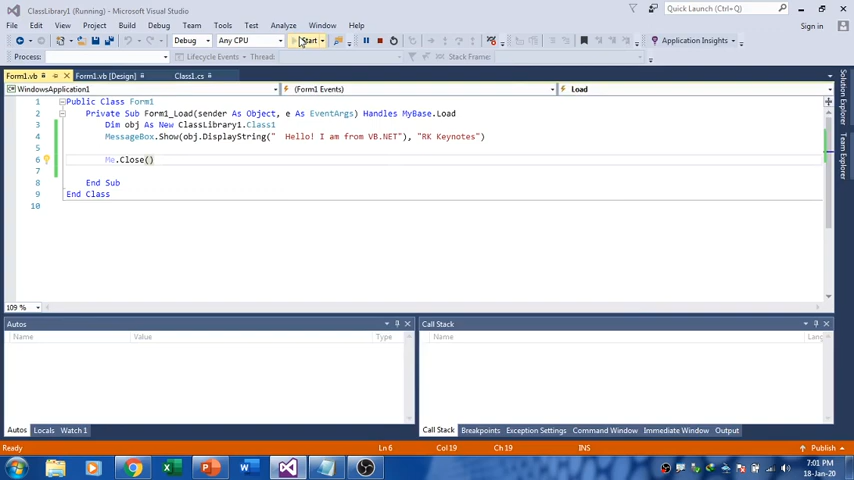 ClassLibrary1 (Running) - Microsoft Visual Studio
Quick Launch (Ctrl+Q)
File Edit View Project Build Debug Team Tools Test Analyze Window Help
Sign in
Debug Any CPU Start Application Insights
Process: Lifecycle Events Thread: Stack Frame:
Form1.vb Form1.vb [Design] Class1.cs
WindowsApplication1 (Form1 Events) Load
1 Public Class Form1
2 Private Sub Form1_Load(sender As Object, e As EventArgs) Handles MyBase.Load
3 Dim obj As New ClassLibrary1.Class1
4 MessageBox.Show(obj.DisplayString("  Hello! I am from VB.NET"), "RK Keynotes")
5
6 Me.Close()
7
8 End Sub
9 End Class
10
109 %
Solution Explorer
Team Explorer
Autos
Name Value Type
Autos Locals Watch 1
Call Stack
Name Lang
Call Stack Breakpoints Exception Settings Command Window Immediate Window Output
Ready Ln 6 Col 19 Ch 19 INS Publish
7:01 PM
18-Jan-20